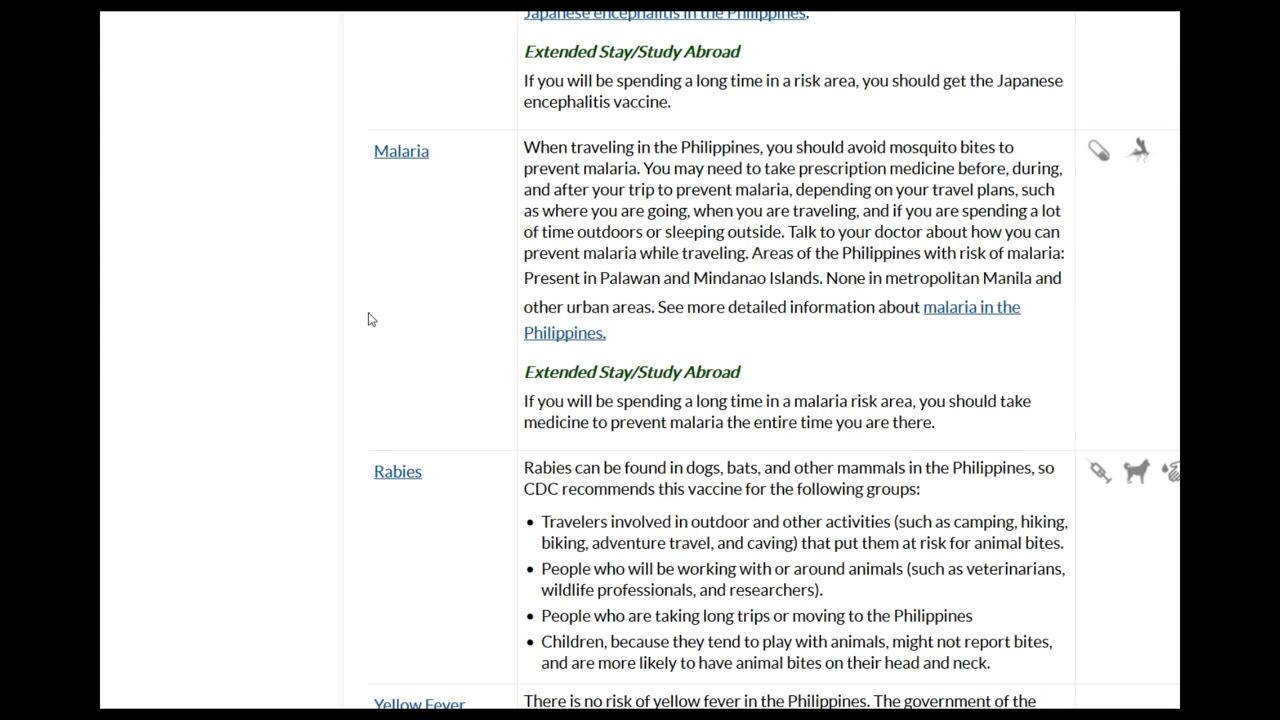 Japanese encephalitis in the Philippines.
Extended Stay/Study Abroad
If you will be spending a long time in a risk area, you should get the Japanese
encephalitis vaccine.
Malaria
When traveling in the Philippines, you should avoid mosquito bites to
prevent malaria. You may need to take prescription medicine before, during,
and after your trip to prevent malaria, depending on your travel plans, such
as where you are going, when you are traveling, and if you are spending a lot
of time outdoors or sleeping outside. Talk to your doctor about how you can
prevent malaria while traveling. Areas of the Philippines with risk of malaria:
Present in Palawan and Mindanao Islands. None in metropolitan Manila and
other urban areas. See more detailed information about malaria in the
Philippines.
Extended Stay/Study Abroad
If you will be spending a long time in a malaria risk area, you should take
medicine to prevent malaria the entire time you are there.
Rabies
Rabies can be found in dogs, bats, and other mammals in the Philippines, so
CDC recommends this vaccine for the following groups:
• Travelers involved in outdoor and other activities (such as camping, hiking,
biking, adventure travel, and caving) that put them at risk for animal bites.
• People who will be working with or around animals (such as veterinarians,
wildlife professionals, and researchers).
• People who are taking long trips or moving to the Philippines
• Children, because they tend to play with animals, might not report bites,
and are more likely to have animal bites on their head and neck.
Yellow Fever
There is no risk of yellow fever in the Philippines. The government of the